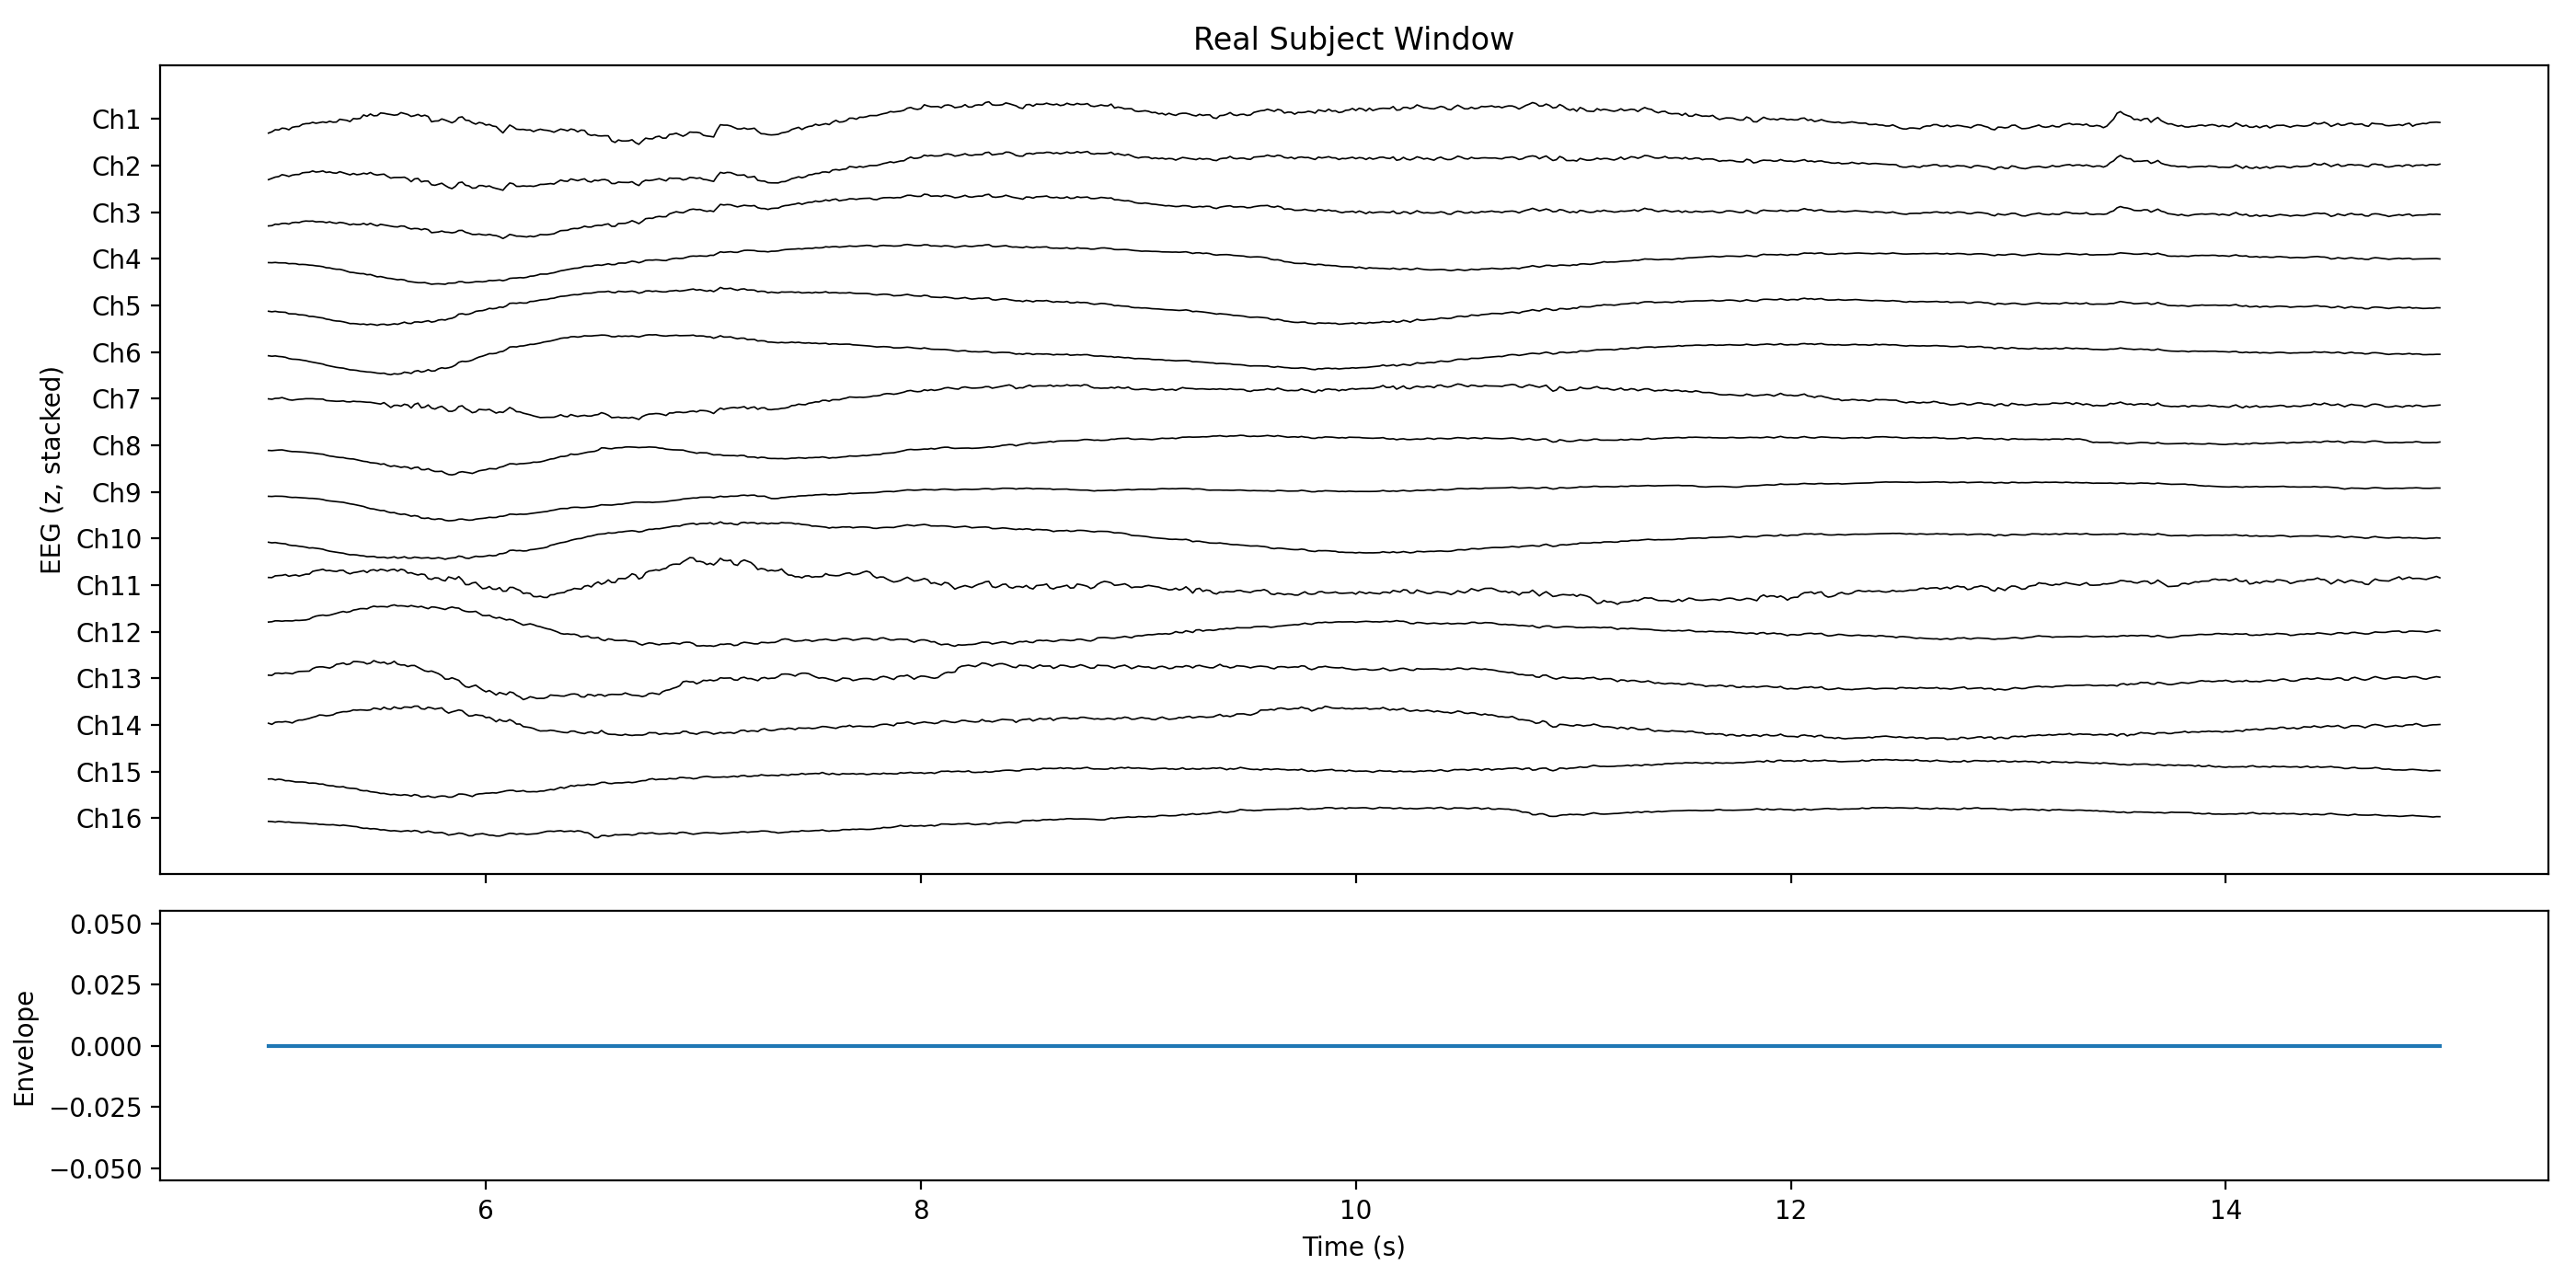 Real Subject Window
EEG (z, stacked)
Ch1
Ch2
Ch3
Ch4
Ch5
Ch6
Ch7
Ch8
Ch9
Ch10
Ch11
Ch12
Ch13
Ch14
Ch15
Ch16
Envelope
0.050
0.025
0.000
−0.025
−0.050
6 8 10 12 14
Time (s)